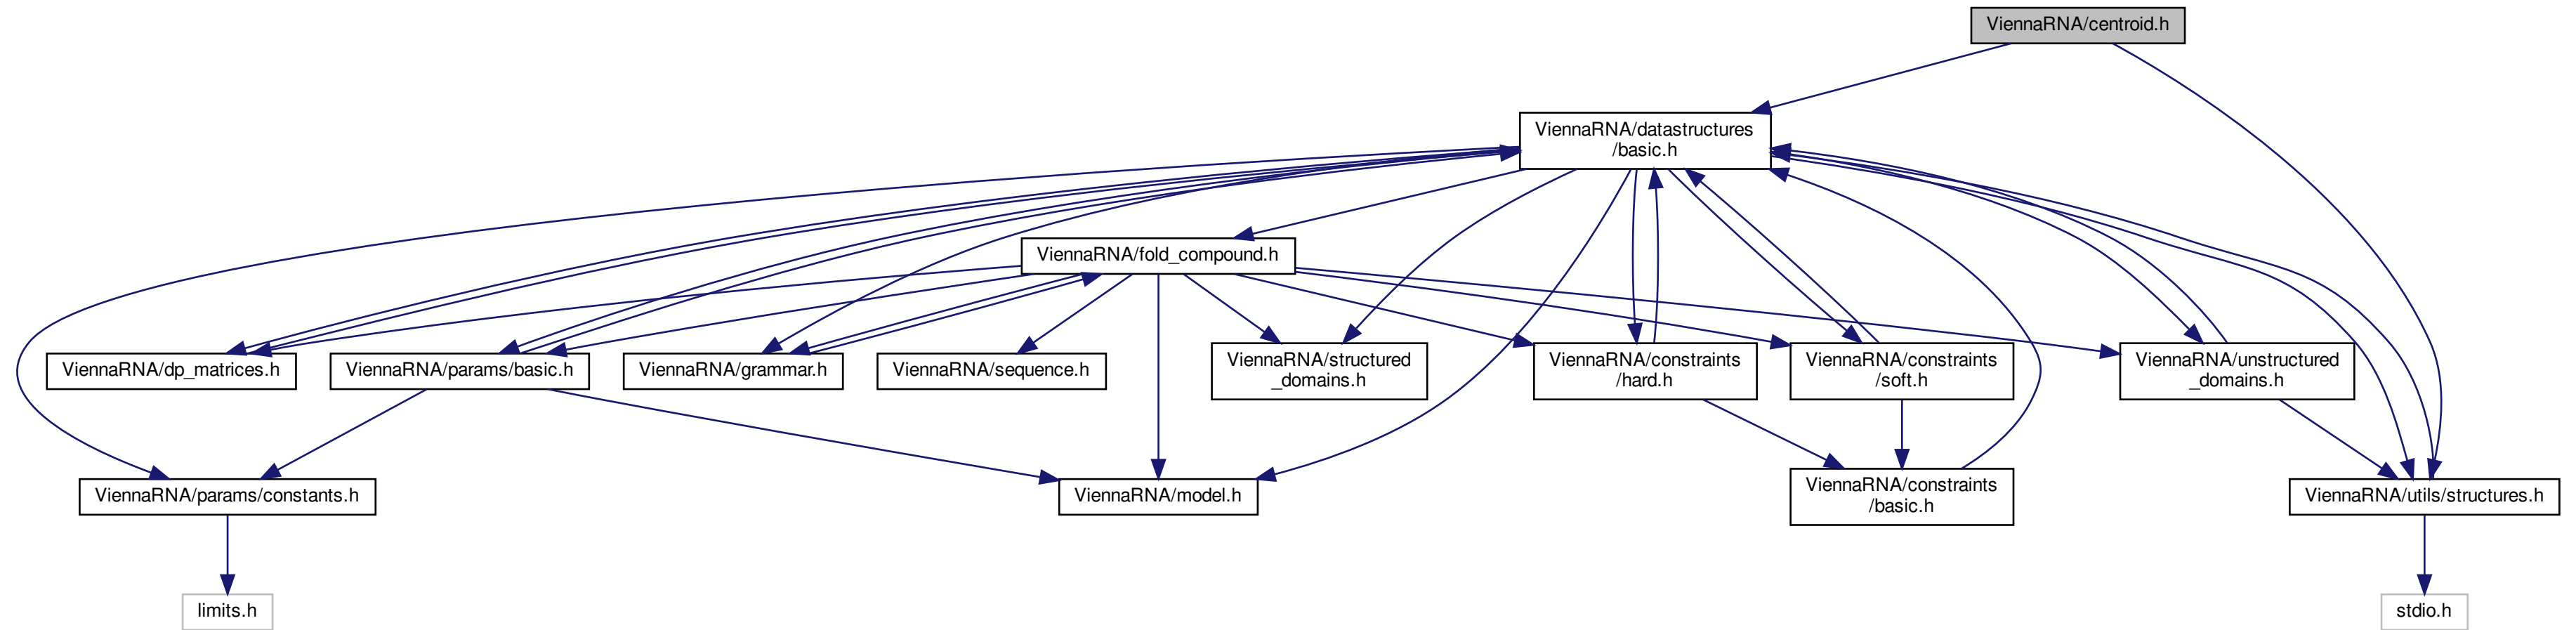 ViennaRNA/centroid.h
ViennaRNA/datastructures
/basic.h
ViennaRNA/fold_compound.h
ViennaRNA/dp_matrices.h
ViennaRNA/params/basic.h
ViennaRNA/grammar.h
ViennaRNA/sequence.h
ViennaRNA/structured
_domains.h
ViennaRNA/constraints
/hard.h
ViennaRNA/constraints
/soft.h
ViennaRNA/unstructured
_domains.h
ViennaRNA/params/constants.h
ViennaRNA/model.h
ViennaRNA/constraints
/basic.h
ViennaRNA/utils/structures.h
limits.h
stdio.h